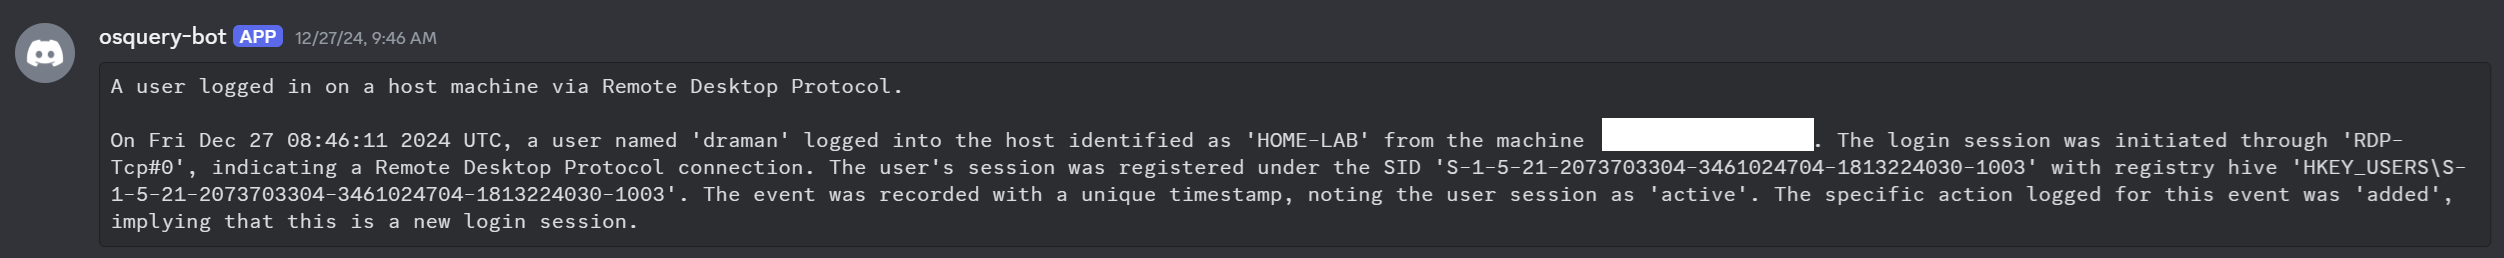 osquery-bot APP 12/27/24, 9:46 AM
A user logged in on a host machine via Remote Desktop Protocol.
On Fri Dec 27 08:46:11 2024 UTC, a user named 'draman' logged into the host identified as 'HOME-LAB' from the machine . The login session was initiated through 'RDP-
Tcp#0', indicating a Remote Desktop Protocol connection. The user's session was registered under the SID 'S-1-5-21-2073703304-3461024704-1813224030-1003' with registry hive 'HKEY_USERS\S-
1-5-21-2073703304-3461024704-1813224030-1003'. The event was recorded with a unique timestamp, noting the user session as 'active'. The specific action logged for this event was 'added',
implying that this is a new login session.